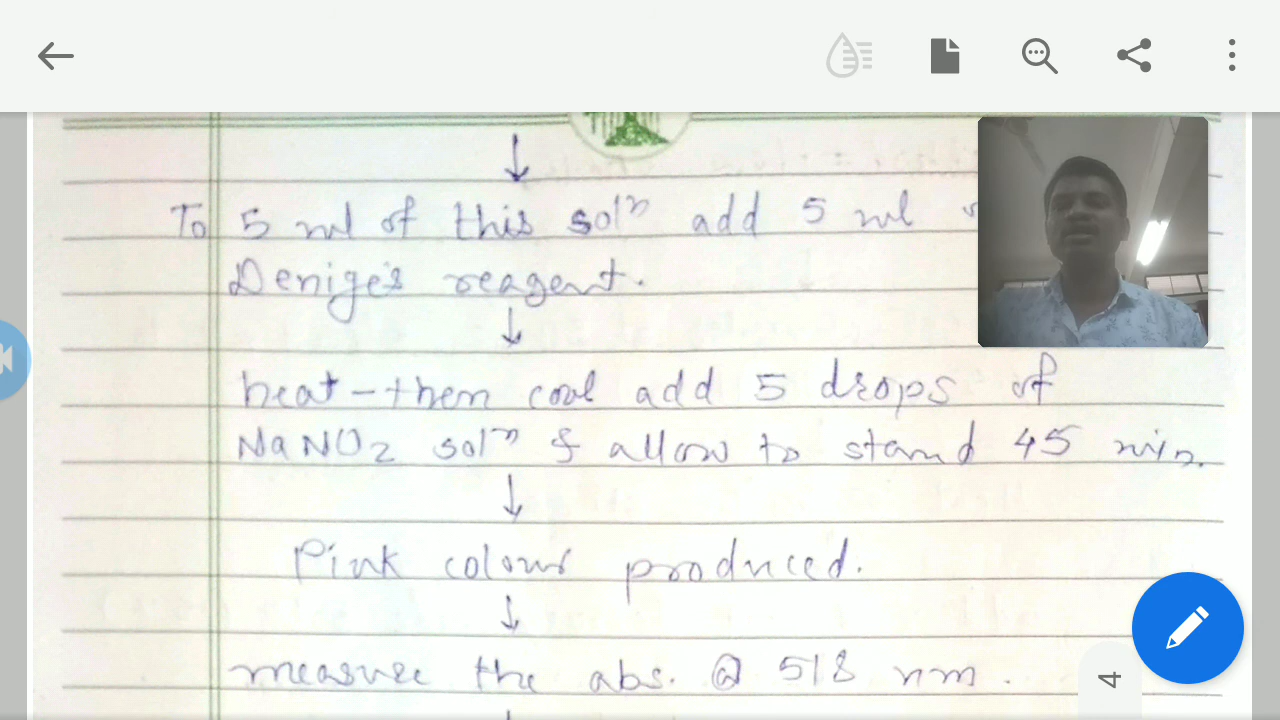 To 5 ml of this solⁿ add 5 ml
Denige's reagent.
heat - then cool add 5 drops of
NaNO2 solⁿ & allow to stand 45 min.
Pink colour produced.
measure the abs. @ 518 nm.
4